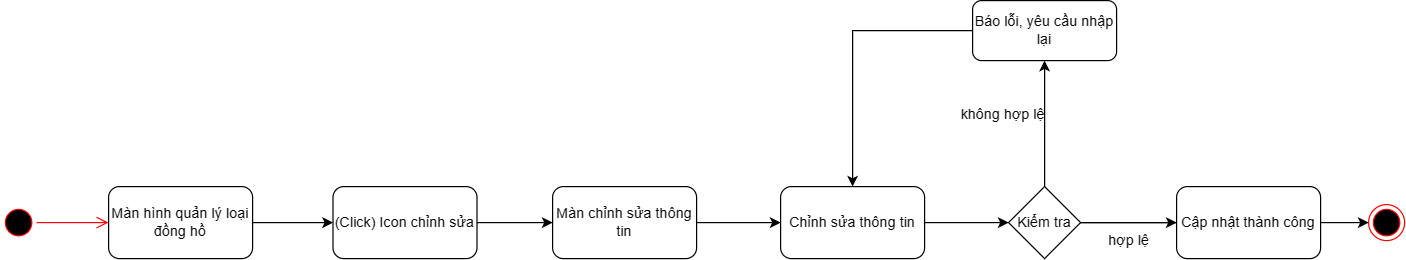 Báo lỗi, yêu cầu nhập
lại
không hợp lệ
Màn hình quản lý loại
đồng hồ
(Click) Icon chỉnh sửa
Màn chỉnh sửa thông
tin
Chỉnh sửa thông tin
Kiểm tra
hợp lệ
Cập nhật thành công